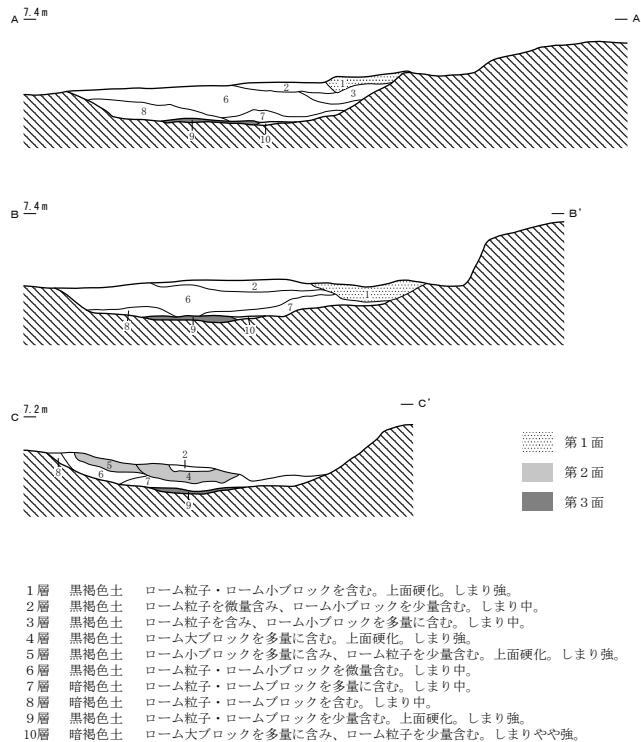 A 7.4m A
1
2
3
6
8
7
9 10
B 7.4m B'
2
1
6
7
8 9 10
C 7.2m C'
2
5
4
8 6 7
9
第1面
第2面
第3面
1層 黒褐色土 ローム粒子・ローム小ブロックを含む。上面硬化。しまり強。
2層 黒褐色土 ローム粒子を微量含み、ローム小ブロックを少量含む。しまり中。
3層 黒褐色土 ローム粒子を含み、ローム小ブロックを多量に含む。しまり中。
4層 黒褐色土 ローム大ブロックを多量に含む。上面硬化。しまり強。
5層 黒褐色土 ローム小ブロックを多量に含み、ローム粒子を少量含む。上面硬化。しまり強。
6層 黒褐色土 ローム粒子・ローム小ブロックを微量含む。しまり中。
7層 暗褐色土 ローム粒子・ロームブロックを多量に含む。しまり中。
8層 暗褐色土 ローム粒子・ロームブロックを含む。しまり中。
9層 黒褐色土 ローム粒子・ロームブロックを少量含む。上面硬化。しまり強。
10層 暗褐色土 ローム大ブロックを多量に含み、ローム粒子を少量含む。しまりやや強。